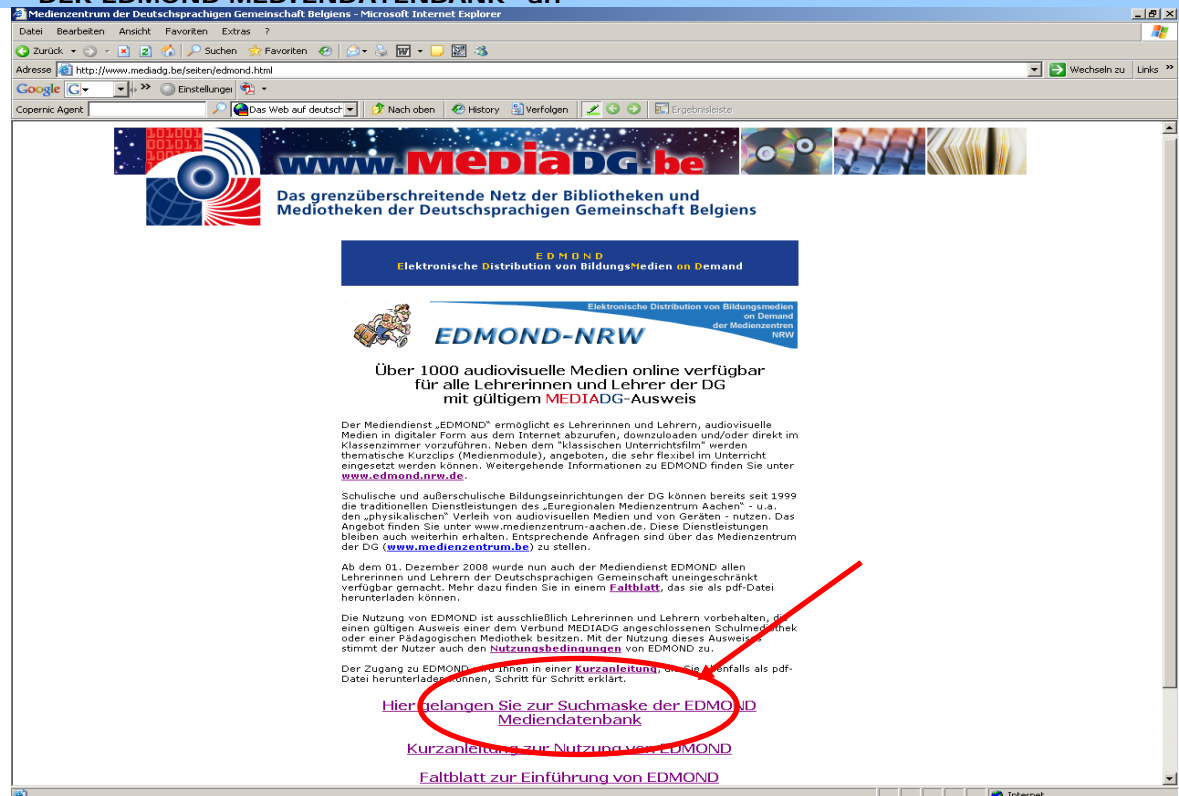 DER EDMOND MEDIENDATENBANK" an
Medienzentrum der Deutschsprachigen Gemeinschaft Belgiens - Microsoft Internet Explorer
Datei Bearbeiten Ansicht Favoriten Extras ?
Zurück Suchen Favoriten
Adresse http://www.mediadg.be/seiten/edmond.html Wechseln zu Links »
Google G Einstellungen
Copernic Agent Das Web auf deutsch Nach oben History Verfolgen Ergebnisleiste
www.MediaDG.be
Das grenzüberschreitende Netz der Bibliotheken und
Mediotheken der Deutschsprachigen Gemeinschaft Belgiens
E D M O N D
Elektronische Distribution von BildungsMedien on Demand
Elektronische Distribution von Bildungsmedien
on Demand
der Medienzentren
NRW
EDMOND-NRW
Über 1000 audiovisuelle Medien online verfügbar
für alle Lehrerinnen und Lehrer der DG
mit gültigem MEDIADG-Ausweis
Der Mediendienst „EDMOND" ermöglicht es Lehrerinnen und Lehrern, audiovisuelle
Medien in digitaler Form aus dem Internet abzurufen, downzuloaden und/oder direkt im
Klassenzimmer vorzuführen. Neben dem "klassischen Unterrichtsfilm" werden
thematische Kurzclips (Medienmodule), angeboten, die sehr flexibel im Unterricht
eingesetzt werden können. Weitergehende Informationen zu EDMOND finden Sie unter
www.edmond.nrw.de.
Schulische und außerschulische Bildungseinrichtungen der DG können bereits seit 1999
die traditionellen Dienstleistungen des „Euregionalen Medienzentrum Aachen" - u.a.
den „physikalischen" Verleih von audiovisuellen Medien und von Geräten - nutzen. Das
Angebot finden Sie unter www.medienzentrum-aachen.de. Diese Dienstleistungen
bleiben auch weiterhin erhalten. Entsprechende Anfragen sind über das Medienzentrum
der DG (www.medienzentrum.be) zu stellen.
Ab dem 01. Dezember 2008 wurde nun auch der Mediendienst EDMOND allen
Lehrerinnen und Lehrern der Deutschsprachigen Gemeinschaft uneingeschränkt
verfügbar gemacht. Mehr dazu finden Sie in einem Faltblatt, das sie als pdf-Datei
herunterladen können.
Die Nutzung von EDMOND ist ausschließlich Lehrerinnen und Lehrern vorbehalten, die
einen gültigen Ausweis einer dem Verbund MEDIADG angeschlossenen Schulmediothek
oder einer Pädagogischen Mediothek besitzen. Mit der Nutzung dieses Ausweises
stimmt der Nutzer auch den Nutzungsbedingungen von EDMOND zu.
Der Zugang zu EDMOND wird Ihnen in einer Kurzanleitung, die Sie ebenfalls als pdf-
Datei herunterladen können, Schritt für Schritt erklärt.
Hier gelangen Sie zur Suchmaske der EDMOND
Mediendatenbank
Kurzanleitung zur Nutzung von EDMOND
Faltblatt zur Einführung von EDMOND
Internet